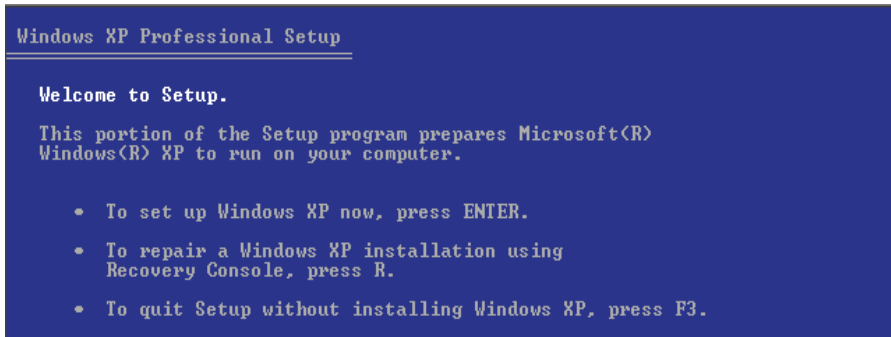 Windows XP Professional Setup
Welcome to Setup.
This portion of the Setup program prepares Microsoft(R)
Windows(R) XP to run on your computer.
• To set up Windows XP now, press ENTER.
• To repair a Windows XP installation using
Recovery Console, press R.
• To quit Setup without installing Windows XP, press F3.